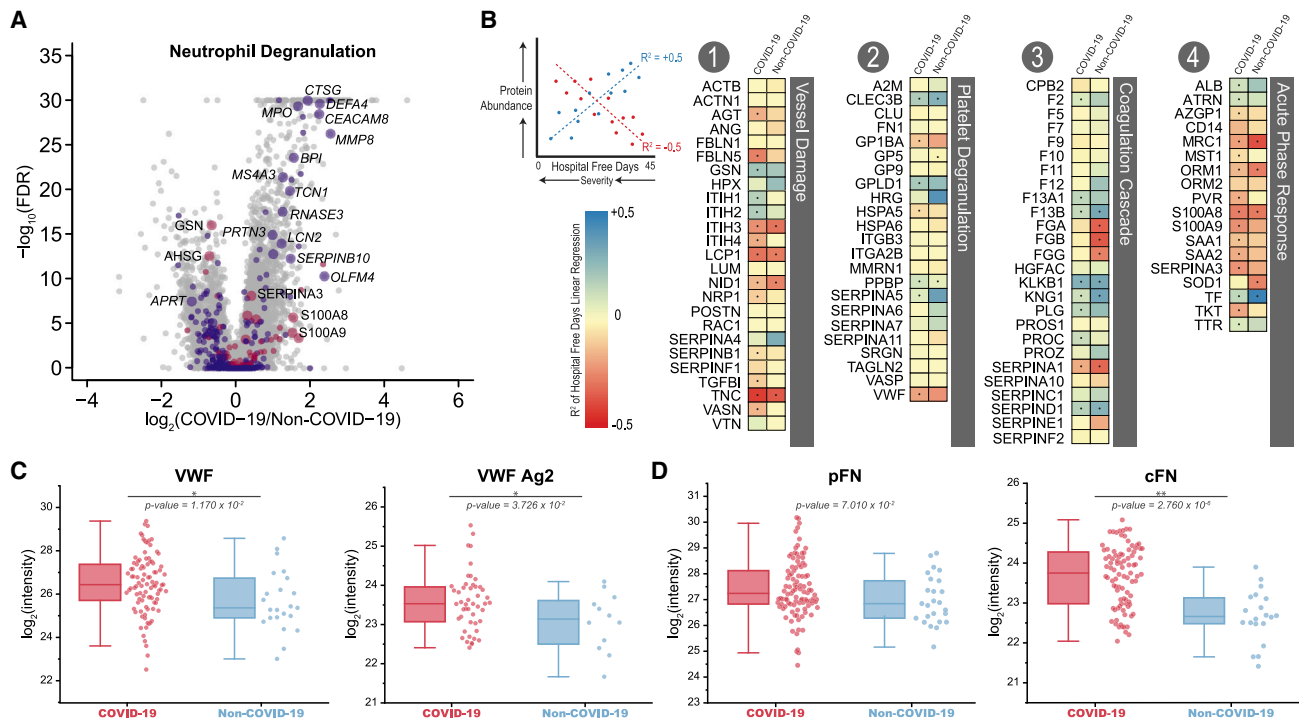 A
Neutrophil Degranulation
−log10(FDR)
35
30
25
20
15
10
5
0
−4
−2
0
2
4
6
log2(COVID−19/Non−COVID−19)
CTSG
MPO
DEFA4
CEACAM8
MMP8
BPI
MS4A3
TCN1
RNASE3
GSN
PRTN3
LCN2
AHSG
SERPINB10
OLFM4
SERPINA3
APRT
S100A8
S100A9
B
Protein
Abundance
R² = +0.5
R² = -0.5
0
Hospital Free Days
45
Severity
R² of Hospital Free Days Linear Regression
+0.5
0
-0.5
1
COVID-19
Non-COVID-19
Vessel Damage
ACTB
ACTN1
AGT
ANG
FBLN1
FBLN5
GSN
HPX
ITIH1
ITIH2
ITIH3
ITIH4
LCP1
LUM
NID1
NRP1
POSTN
RAC1
SERPINA4
SERPINB1
SERPINF1
TGFBI
TNC
VASN
VTN
2
COVID-19
Non-COVID-19
Platelet Degranulation
A2M
CLEC3B
CLU
FN1
GP1BA
GP5
GP9
GPLD1
HRG
HSPA5
HSPA6
ITGB3
ITGA2B
MMRN1
PPBP
SERPINA5
SERPINA6
SERPINA7
SERPINA11
SRGN
TAGLN2
VASP
VWF
3
COVID-19
Non-COVID-19
Coagulation Cascade
CPB2
F2
F5
F7
F9
F10
F11
F12
F13A1
F13B
FGA
FGB
FGG
HGFAC
KLKB1
KNG1
PLG
PROS1
PROC
PROZ
SERPINA1
SERPINA10
SERPINC1
SERPIND1
SERPINE1
SERPINF2
4
COVID-19
Non-COVID-19
Acute Phase Response
ALB
ATRN
AZGP1
CD14
MRC1
MST1
ORM1
ORM2
PVR
S100A8
S100A9
SAA1
SAA2
SERPINA3
SOD1
TF
TKT
TTR
C
VWF
*
p-value = 1.170 x 10⁻²
log2(intensity)
31
30
28
26
24
22
21
COVID-19
Non-COVID-19
VWF Ag2
*
p-value = 3.726 x 10⁻²
log2(intensity)
26
25
24
23
22
21
COVID-19
Non-COVID-19
D
pFN
p-value = 7.010 x 10⁻²
log2(intensity)
31
30
29
28
27
26
25
24
23
COVID-19
Non-COVID-19
cFN
**
p-value = 2.760 x 10⁻⁶
log2(intensity)
26
25
24
23
22
21
COVID-19
Non-COVID-19